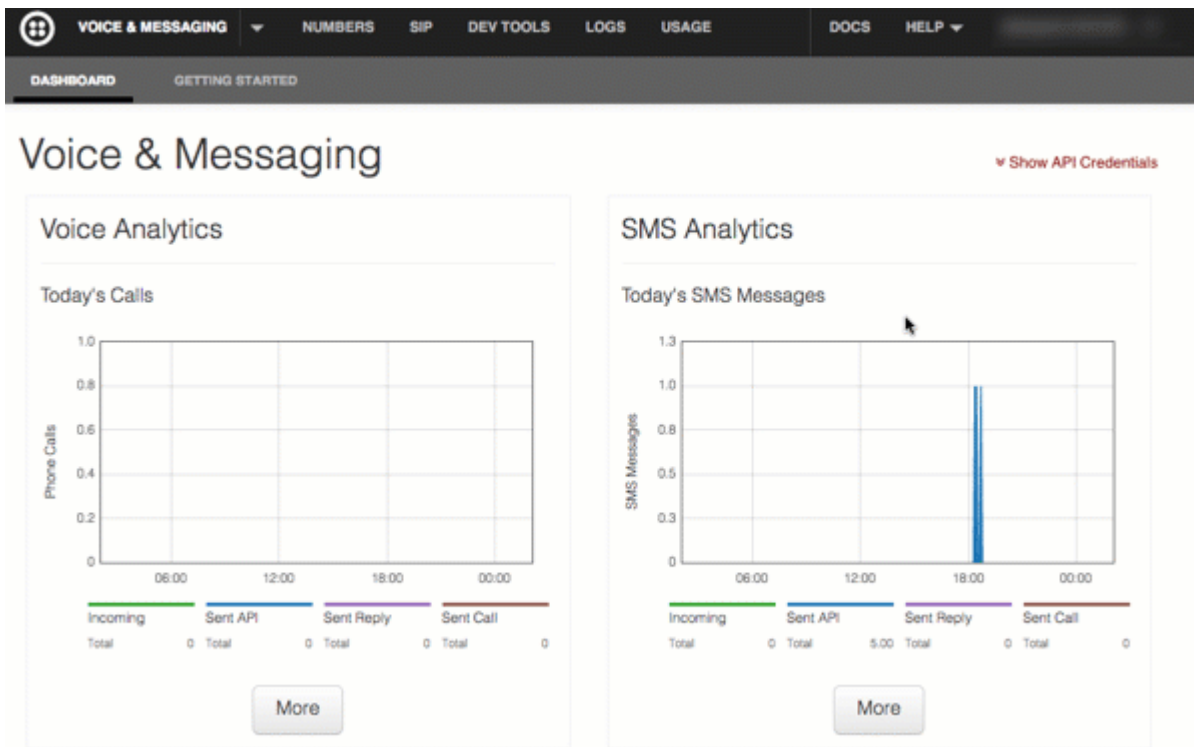 VOICE & MESSAGING NUMBERS SIP DEV TOOLS LOGS USAGE DOCS HELP
DASHBOARD GETTING STARTED
Voice & Messaging
Show API Credentials
Voice Analytics
Today's Calls
Phone Calls
1.0
0.8
0.6
0.4
0.2
0
06:00 12:00 18:00 00:00
Incoming Sent API Sent Reply Sent Call
Total 0 Total 0 Total 0 Total 0
More
SMS Analytics
Today's SMS Messages
SMS Messages
1.3
1.0
0.8
0.5
0.3
0
06:00 12:00 18:00 00:00
Incoming Sent API Sent Reply Sent Call
Total 0 Total 5.00 Total 0 Total 0
More